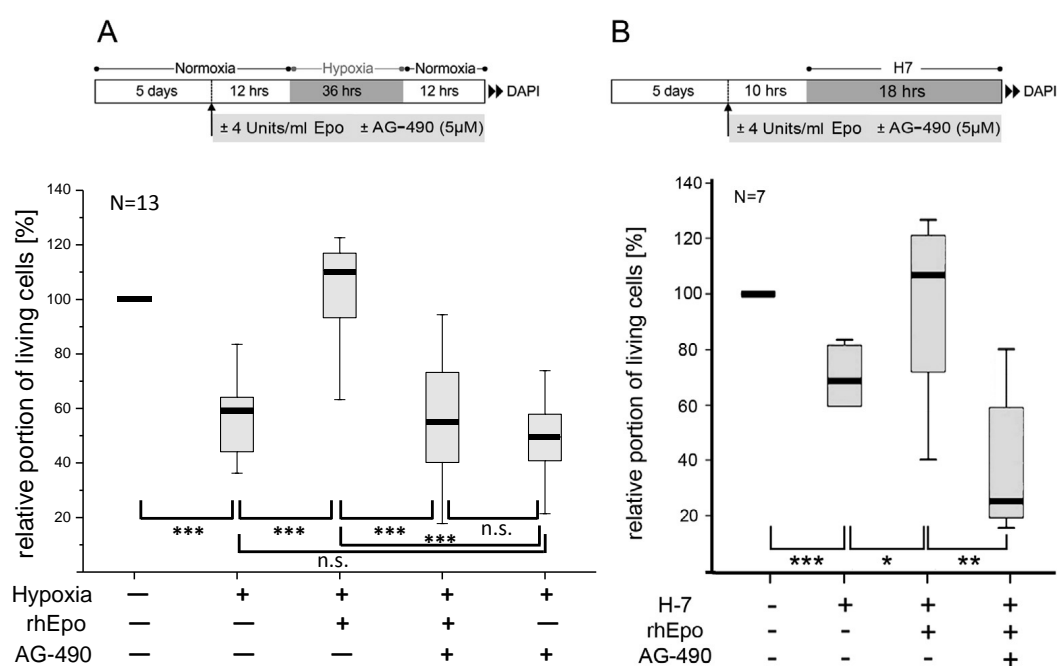 A
Normoxia Hypoxia Normoxia
5 days 12 hrs 36 hrs 12 hrs DAPI
± 4 Units/ml Epo ± AG-490 (5µM)
relative portion of living cells [%]
N=13
140
120
100
80
60
40
20
*** *** *** n.s.
***
n.s.
Hypoxia — + + + +
rhEpo — — + + —
AG-490 — — — + +
B
H7
5 days 10 hrs 18 hrs DAPI
± 4 Units/ml Epo ± AG-490 (5µM)
relative portion of living cells [%]
N=7
140
120
100
80
60
40
20
*** * **
H-7 - + + +
rhEpo - - + +
AG-490 - - - +